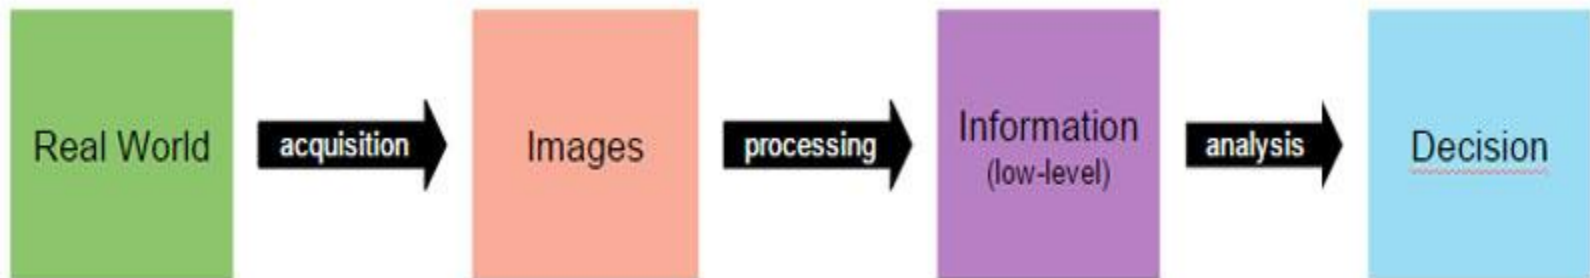 Real World
acquisition
Images
processing
Information
(low-level)
analysis
Decision